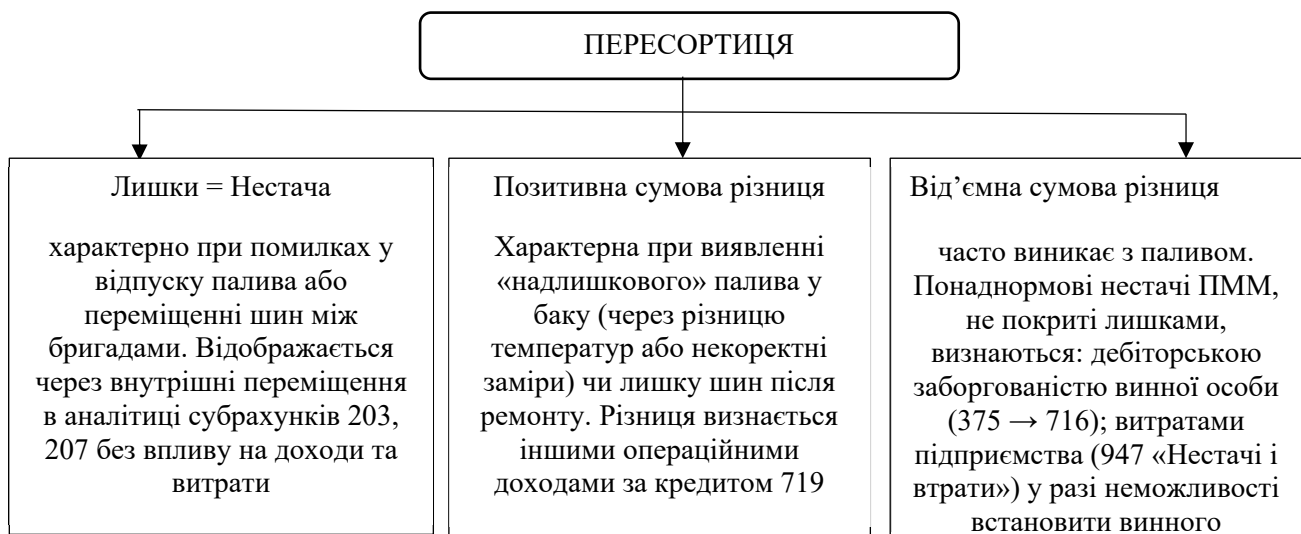 ПЕРЕСОРТИЦЯ
Лишки = Нестача
характерно при помилках у
відпуску палива або
переміщенні шин між
бригадами. Відображається
через внутрішні переміщення
в аналітиці субрахунків 203,
207 без впливу на доходи та
витрати
Позитивна сумова різниця
Характерна при виявленні
«надлишкового» палива у
баку (через різницю
температур або некоректні
заміри) чи лишку шин після
ремонту. Різниця визнається
іншими операційними
доходами за кредитом 719
Від’ємна сумова різниця
часто виникає з паливом.
Понаднормові нестачі ПММ,
не покриті лишками,
визнаються: дебіторською
заборгованістю винної особи
(375 → 716); витратами
підприємства (947 «Нестачі і
втрати») у разі неможливості
встановити винного